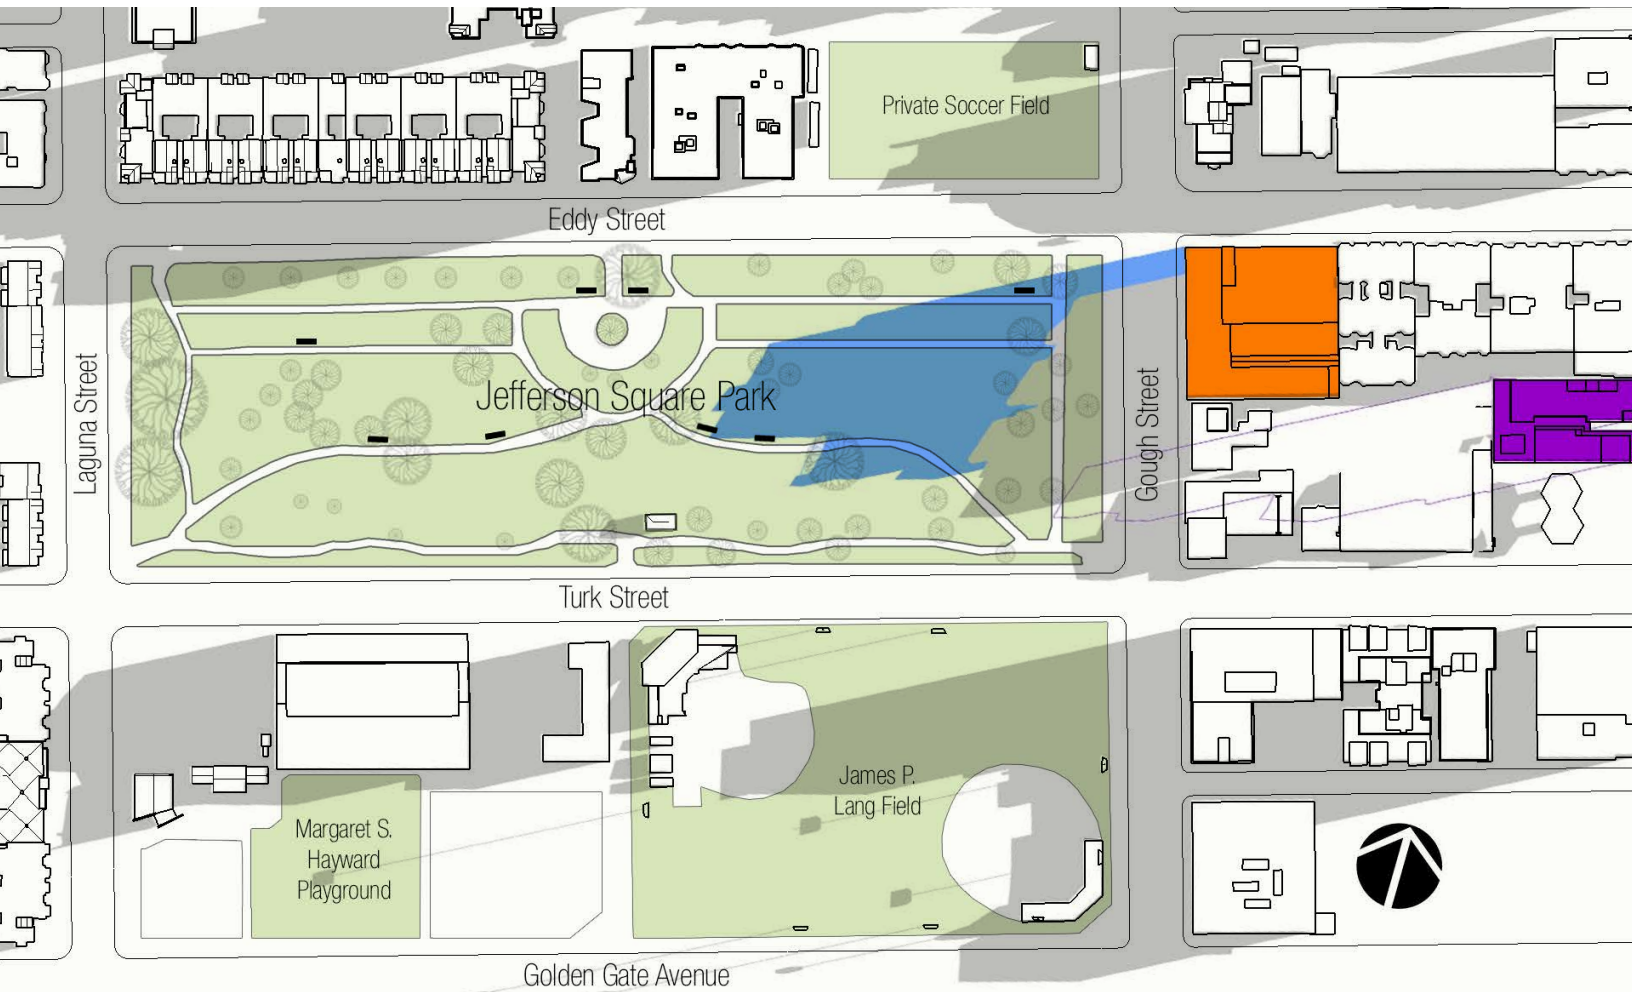 Private Soccer Field
Eddy Street
Laguna Street
Jefferson Square Park
Gough Street
Turk Street
James P.
Lang Field
Margaret S.
Hayward
Playground
Golden Gate Avenue